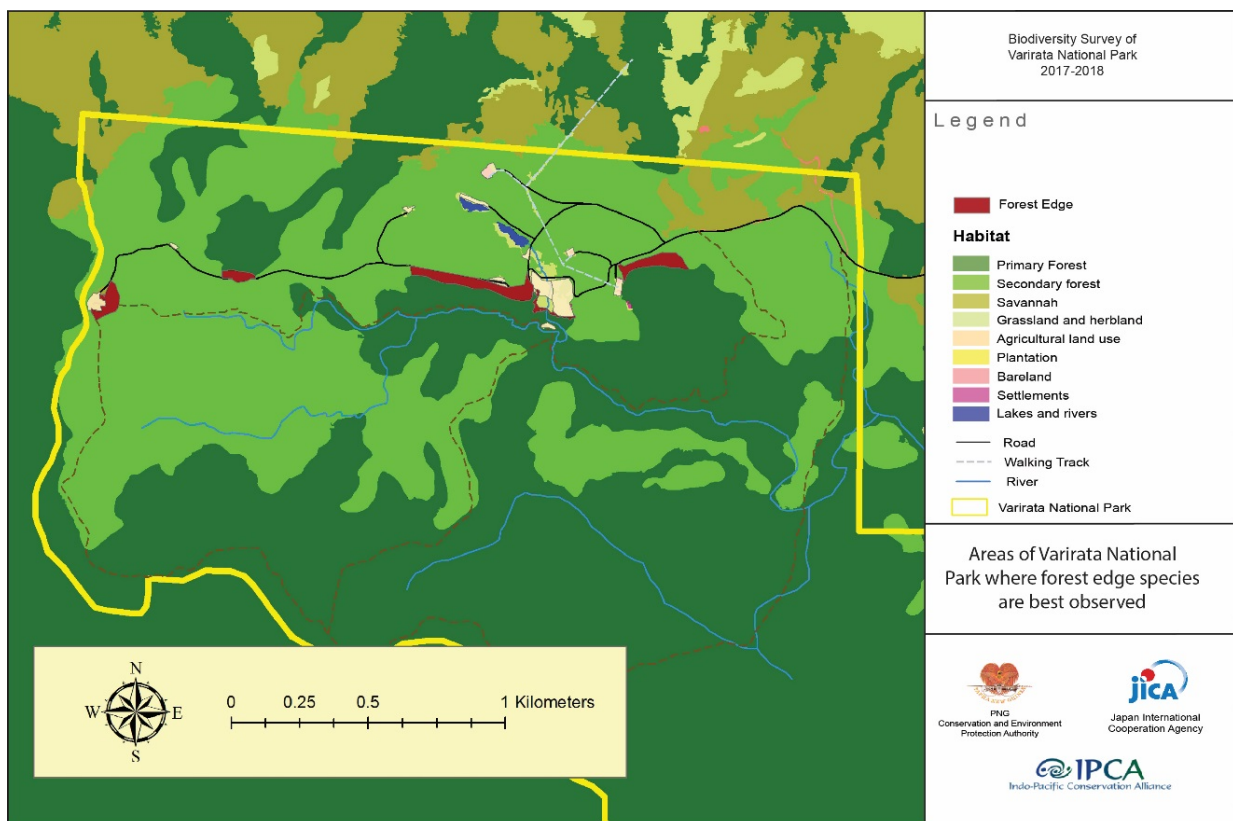 Biodiversity Survey of
Varirata National Park
2017-2018
Legend
Forest Edge
Habitat
Primary Forest
Secondary forest
Savannah
Grassland and herbland
Agricultural land use
Plantation
Bareland
Settlements
Lakes and rivers
Road
Walking Track
River
Varirata National Park
Areas of Varirata National
Park where forest edge species
are best observed
N
W E
S
0 0.25 0.5 1 Kilometers
PNG
Conservation and Environment
Protection Authority
jICA
Japan International
Cooperation Agency
IPCA
Indo-Pacific Conservation Alliance